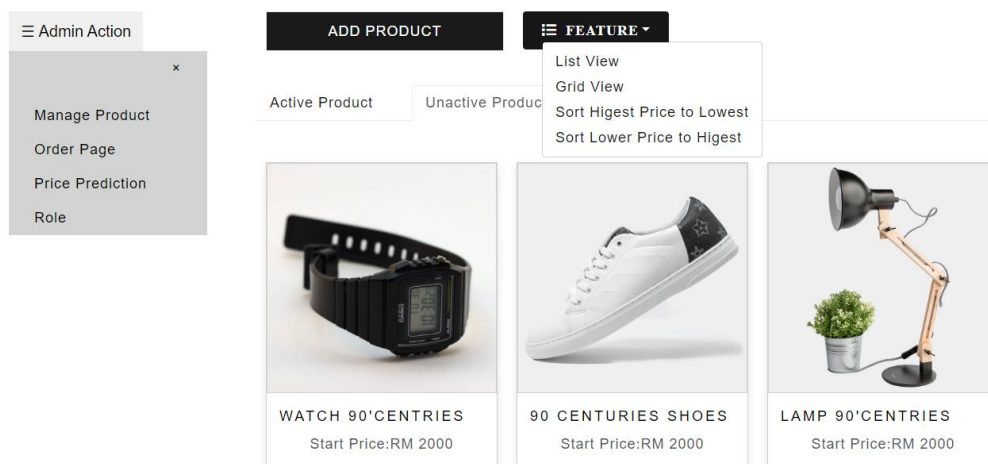 ☰ Admin Action
×
Manage Product
Order Page
Price Prediction
Role
ADD PRODUCT
FEATURE
List View
Grid View
Sort Higest Price to Lowest
Sort Lower Price to Higest
Active Product
Unactive Produc
CASIO
WATCH 90'CENTRIES
Start Price:RM 2000
90 CENTURIES SHOES
Start Price:RM 2000
LAMP 90'CENTRIES
Start Price:RM 2000